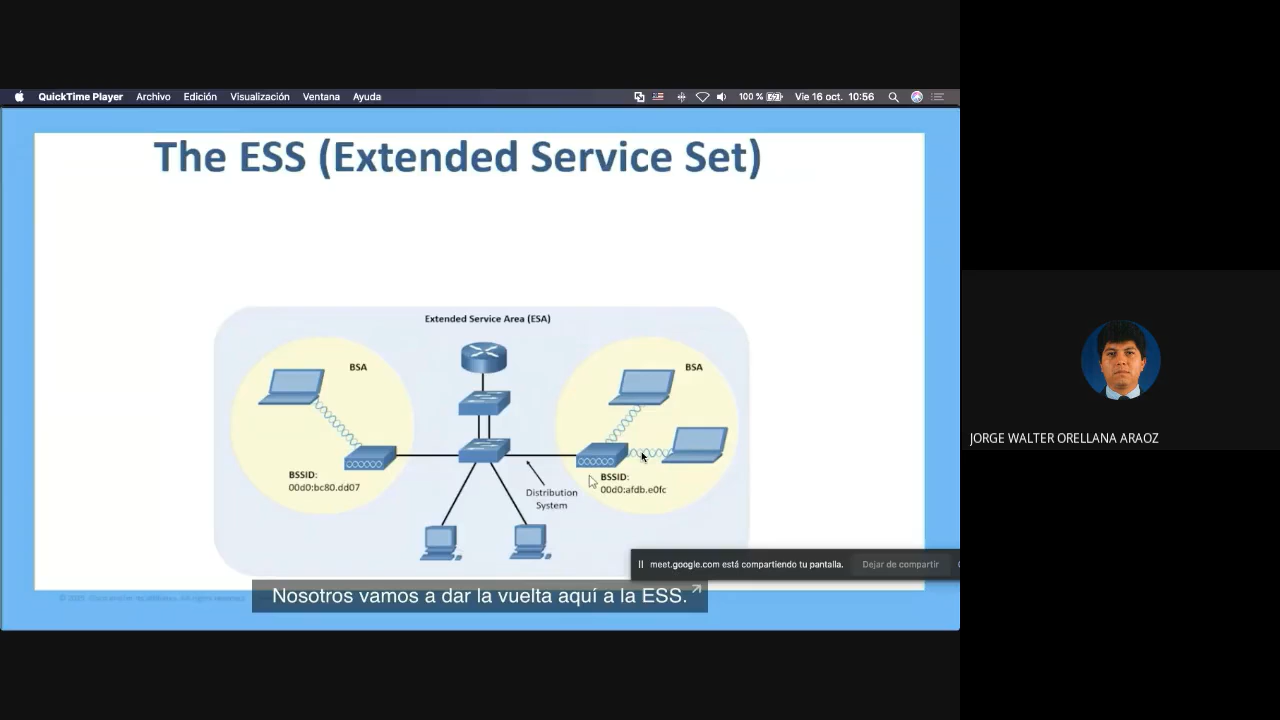 QuickTime Player Archivo Edición Visualización Ventana Ayuda 100 % Vie 16 oct. 10:56
The ESS (Extended Service Set)
Extended Service Area (ESA)
BSA
BSA
BSSID:
00d0:bc80.dd07
BSSID:
00d0:afdb.e0fc
Distribution
System
meet.google.com está compartiendo tu pantalla. Dejar de compartir
Nosotros vamos a dar la vuelta aquí a la ESS.
JORGE WALTER ORELLANA ARAOZ